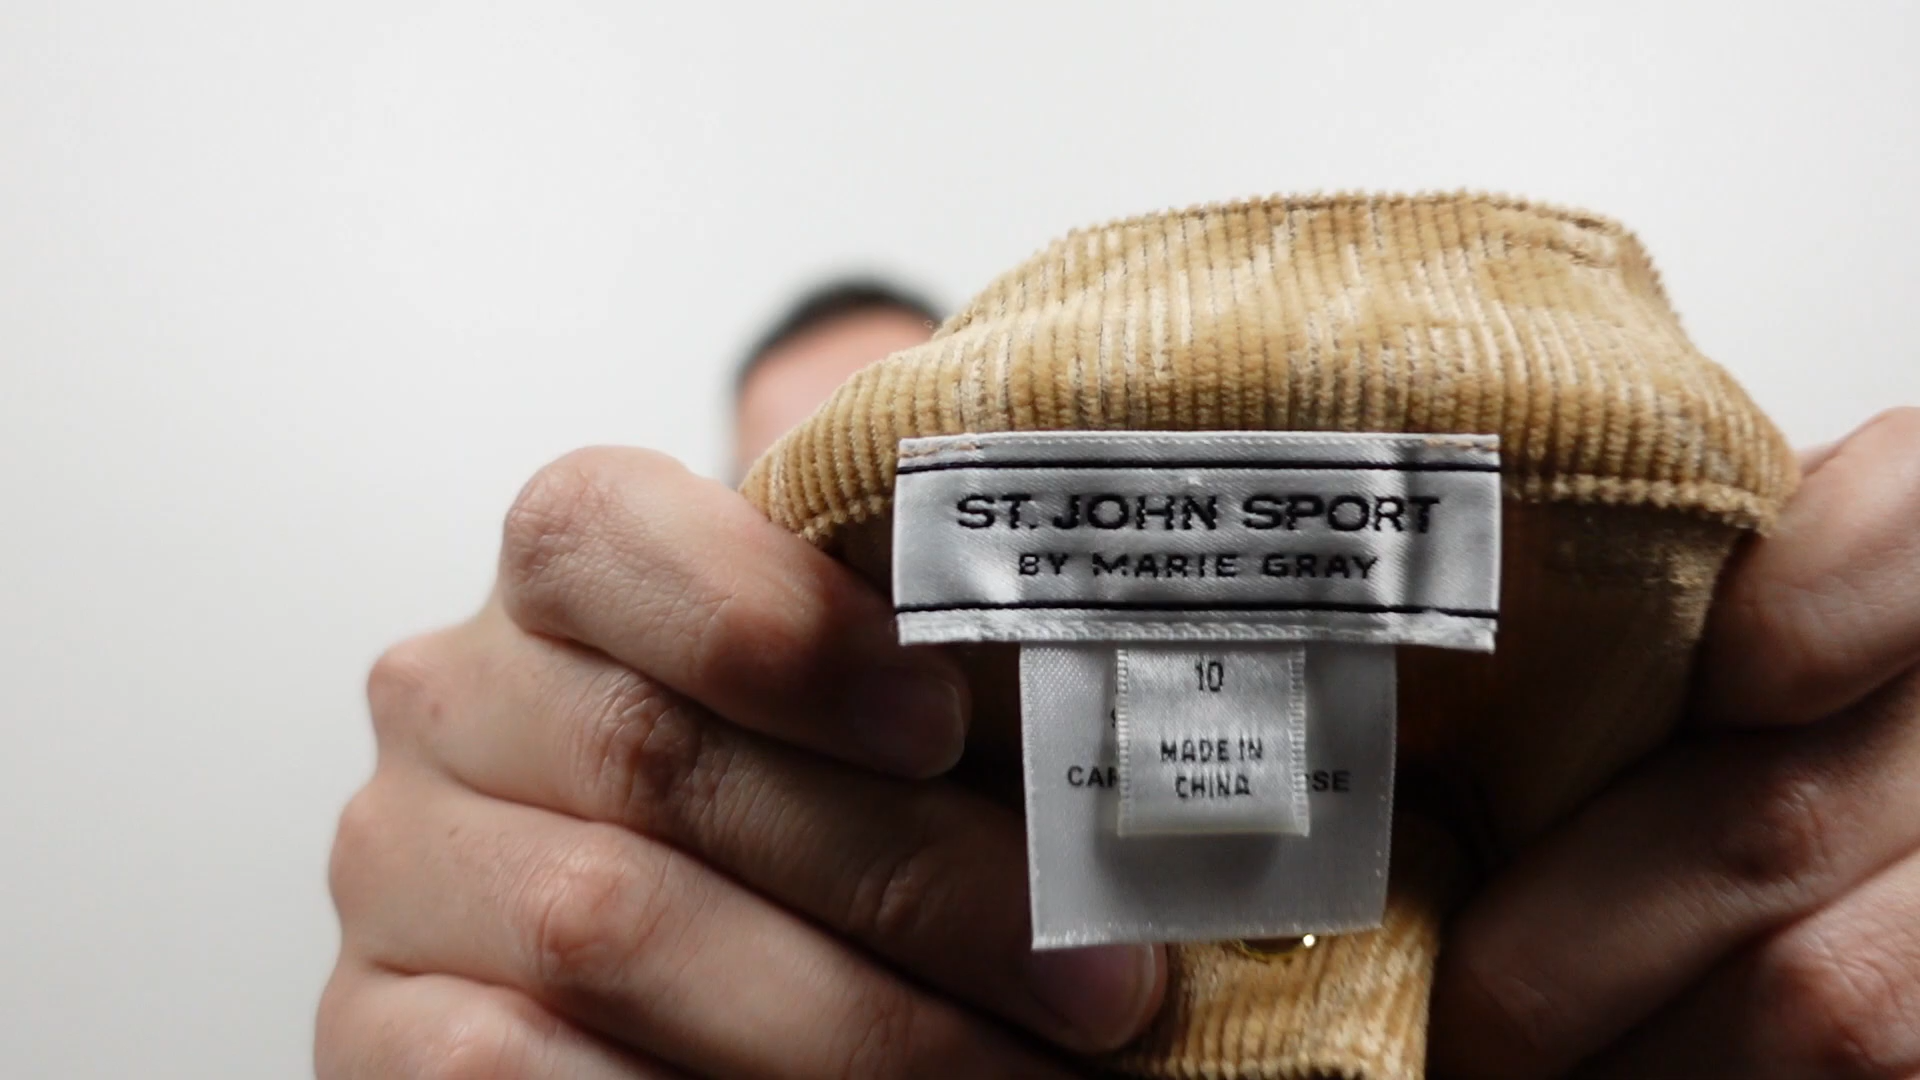 ST. JOHN SPORT
BY MARIE GRAY
10
MADE IN
CHINA